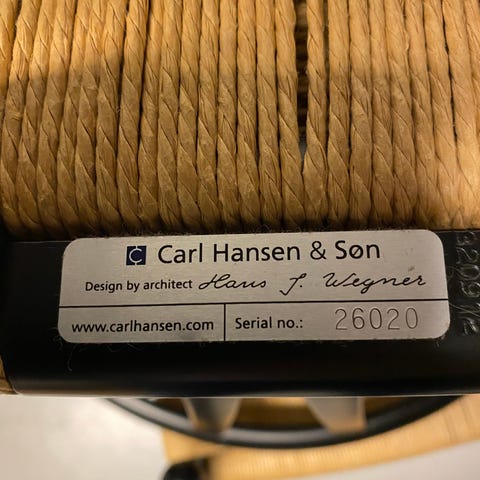 Carl Hansen & Søn
Design by architect Hans J. Wegner
www.carlhansen.com
Serial no.: 26020